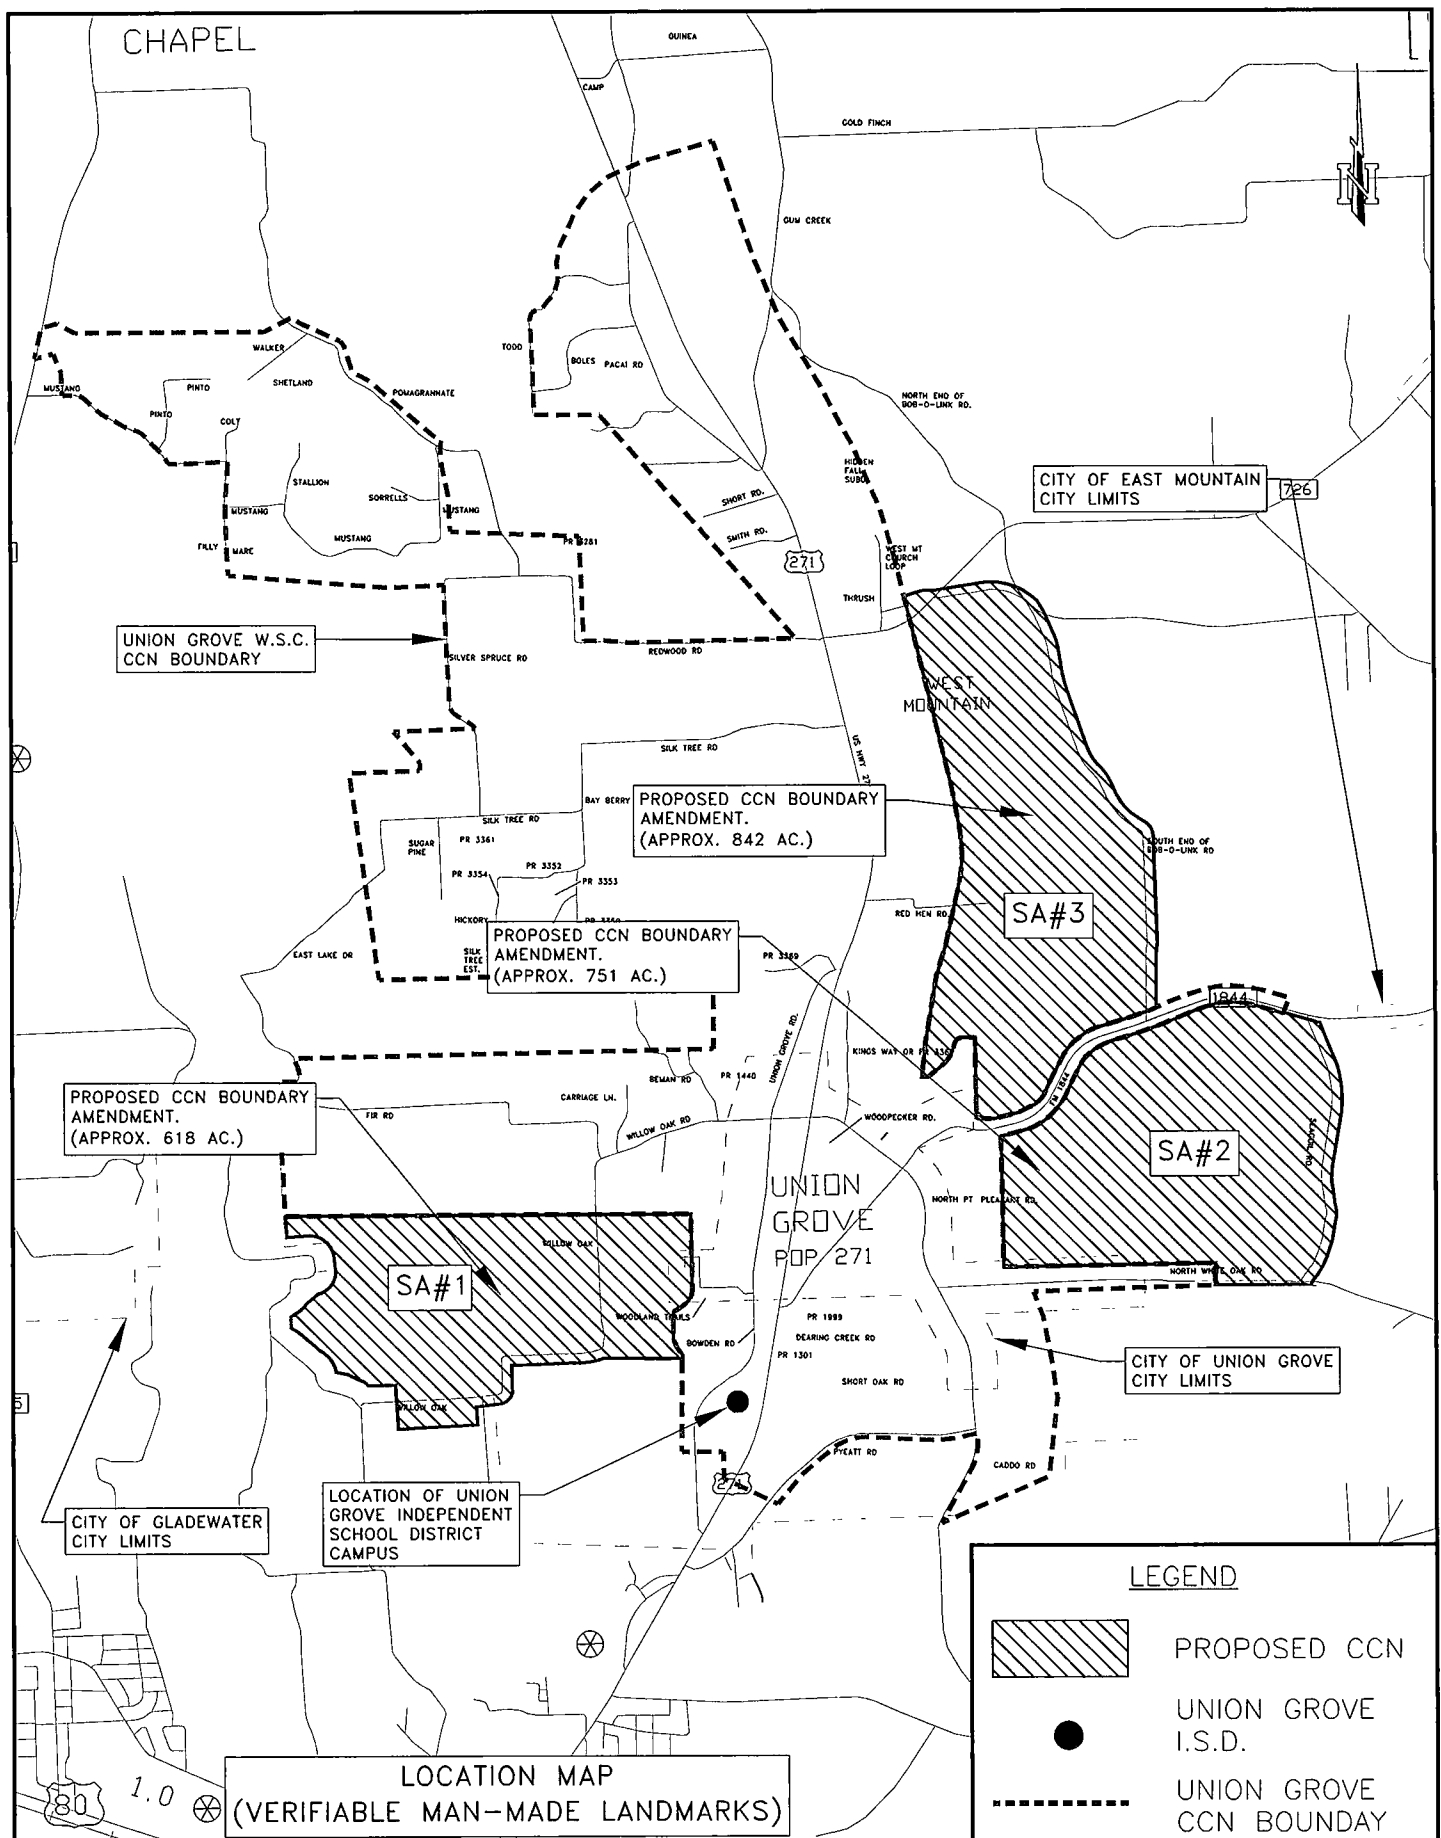 CHAPEL
GUINEA
CAMP
GOLD FINCH
N
GUM CREEK
WALKER
TODD
BOLES
PACAI RD
MUSTANG
PINTO
SHETLAND
POMAGRANNATE
PINTO
COLT
NORTH END OF
BOB-O-LINK RD.
HIDDEN
FALL
SUBD.
STALLION
SORRELLS
MUSTANG
MUSTANG
MUSTANG
FILLY
MARE
SHORT RD.
SMITH RD.
271
CITY OF EAST MOUNTAIN
CITY LIMITS
726
WEST MT
CHURCH
LOOP
THRUSH
UNION GROVE W.S.C.
CCN BOUNDARY
SILVER SPRUCE RD
REDWOOD RD
WEST
MOUNTAIN
SILK TREE RD
US HWY 27
BAY BERRY
PROPOSED CCN BOUNDARY
AMENDMENT.
(APPROX. 842 AC.)
SILK TREE RD
SUGAR
PINE
PR 3361
PR 3352
PR 3354
PR 3353
HICKORY
SOUTH END OF
BOB-O-LINK RD
SA#3
RED HEN RD.
PROPOSED CCN BOUNDARY
AMENDMENT.
(APPROX. 751 AC.)
EAST LAKE DR
SILK
TREE
EST.
PR 3369
1844
UNION GROVE RD.
BEMAN RD
PR 1440
FM 1844
PROPOSED CCN BOUNDARY
AMENDMENT.
(APPROX. 618 AC.)
FIR RD
CARRIAGE LN.
WILLOW OAK RD
WOODPECKER RD.
SA#2
SEAGULL RD
UNION
GROVE
POP 271
NORTH PT PLEASANT RD.
WILLOW OAK
NORTH WHITE OAK RD
SA#1
WOODLAND TRAILS
BOWDEN RD
PR 1999
DEARING CREEK RD
PR 1301
SHORT OAK RD
CITY OF UNION GROVE
CITY LIMITS
WILLOW OAK
PYEATT RD
CADDO RD
271
CITY OF GLADEWATER
CITY LIMITS
LOCATION OF UNION
GROVE INDEPENDENT
SCHOOL DISTRICT
CAMPUS
LEGEND
PROPOSED CCN
UNION GROVE
I.S.D.
UNION GROVE
CCN BOUNDAY
80
1.0
LOCATION MAP
(VERIFIABLE MAN-MADE LANDMARKS)